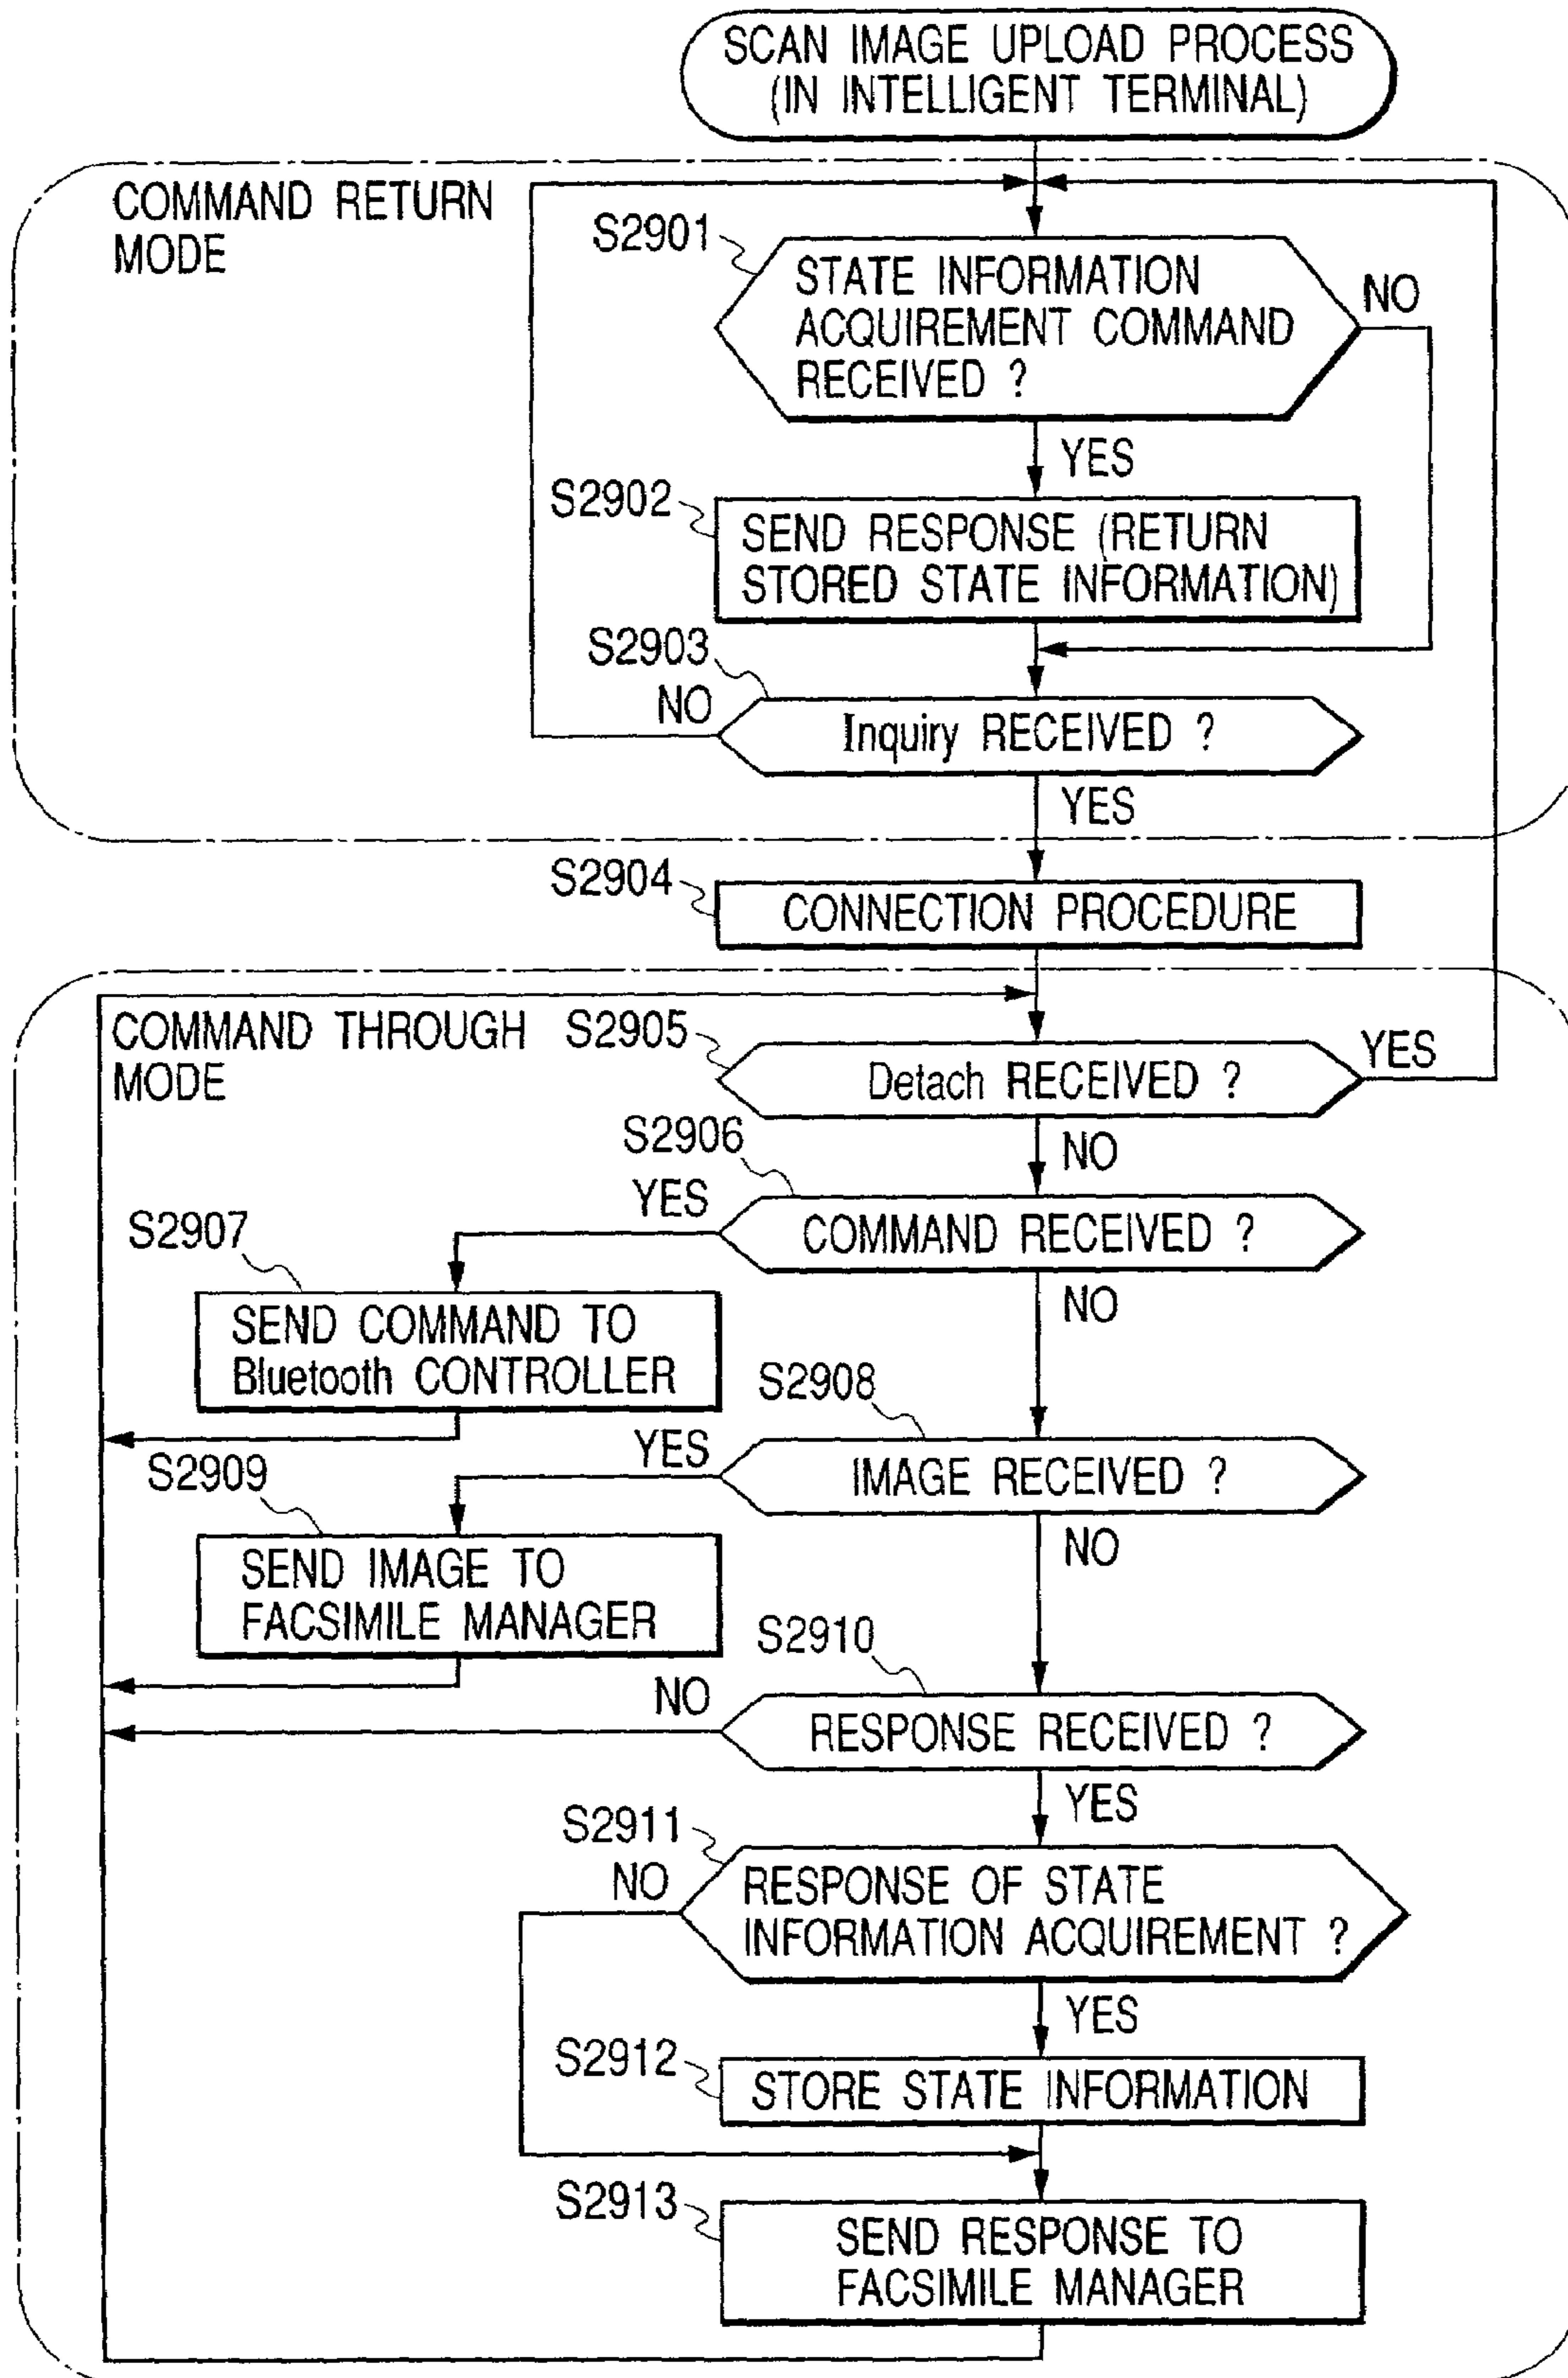 SCAN IMAGE UPLOAD PROCESS
(IN INTELLIGENT TERMINAL)
COMMAND RETURN
MODE
S2901
STATE INFORMATION
ACQUIREMENT COMMAND
RECEIVED ?
NO
YES
S2902
SEND RESPONSE (RETURN
STORED STATE INFORMATION)
S2903
NO
Inquiry RECEIVED ?
YES
S2904
CONNECTION PROCEDURE
COMMAND THROUGH
MODE
S2905
Detach RECEIVED ?
YES
NO
S2906
YES
COMMAND RECEIVED ?
NO
S2907
SEND COMMAND TO
Bluetooth CONTROLLER
S2908
YES
IMAGE RECEIVED ?
NO
S2909
SEND IMAGE TO
FACSIMILE MANAGER
S2910
NO
RESPONSE RECEIVED ?
YES
S2911
NO
RESPONSE OF STATE
INFORMATION ACQUIREMENT ?
YES
S2912
STORE STATE INFORMATION
S2913
SEND RESPONSE TO
FACSIMILE MANAGER